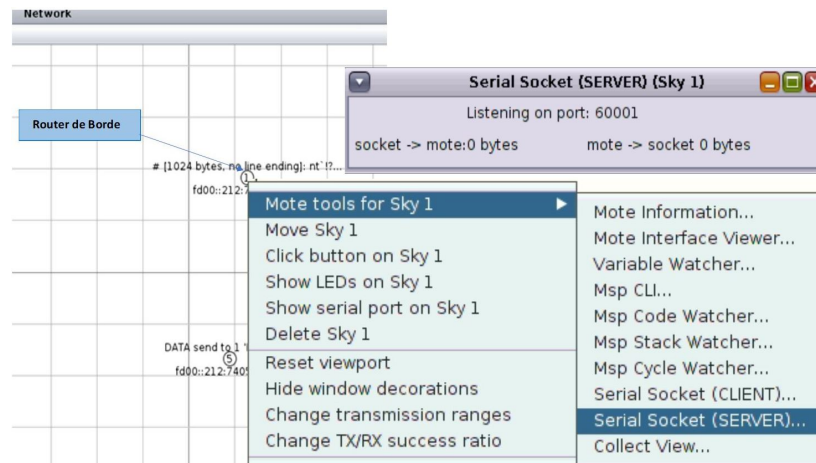 Network
Serial Socket (SERVER) (Sky 1)
Listening on port: 60001
socket -> mote:0 bytes mote -> socket 0 bytes
Router de Borde
# [1024 bytes, no line ending]: nt`!?...
1
fd00::212:7
Mote tools for Sky 1
Move Sky 1
Click button on Sky 1
Show LEDs on Sky 1
Show serial port on Sky 1
Delete Sky 1
Reset viewport
Hide window decorations
Change transmission ranges
Change TX/RX success ratio
Mote Information...
Mote Interface Viewer...
Variable Watcher...
Msp CLI...
Msp Code Watcher...
Msp Stack Watcher...
Msp Cycle Watcher...
Serial Socket (CLIENT)...
Serial Socket (SERVER)...
Collect View...
DATA send to 1 '
5
fd00::212:7405